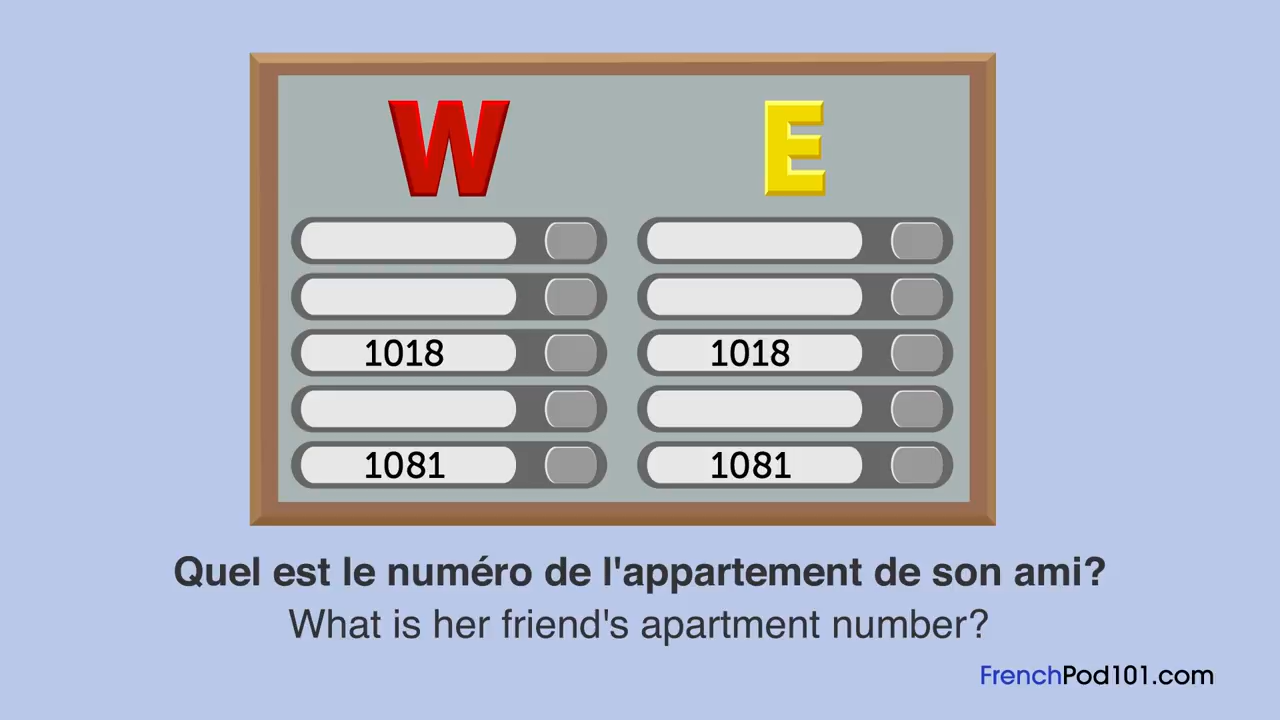 W E
1018 1018
1081 1081
Quel est le numéro de l'appartement de son ami?
What is her friend's apartment number?
FrenchPod101.com